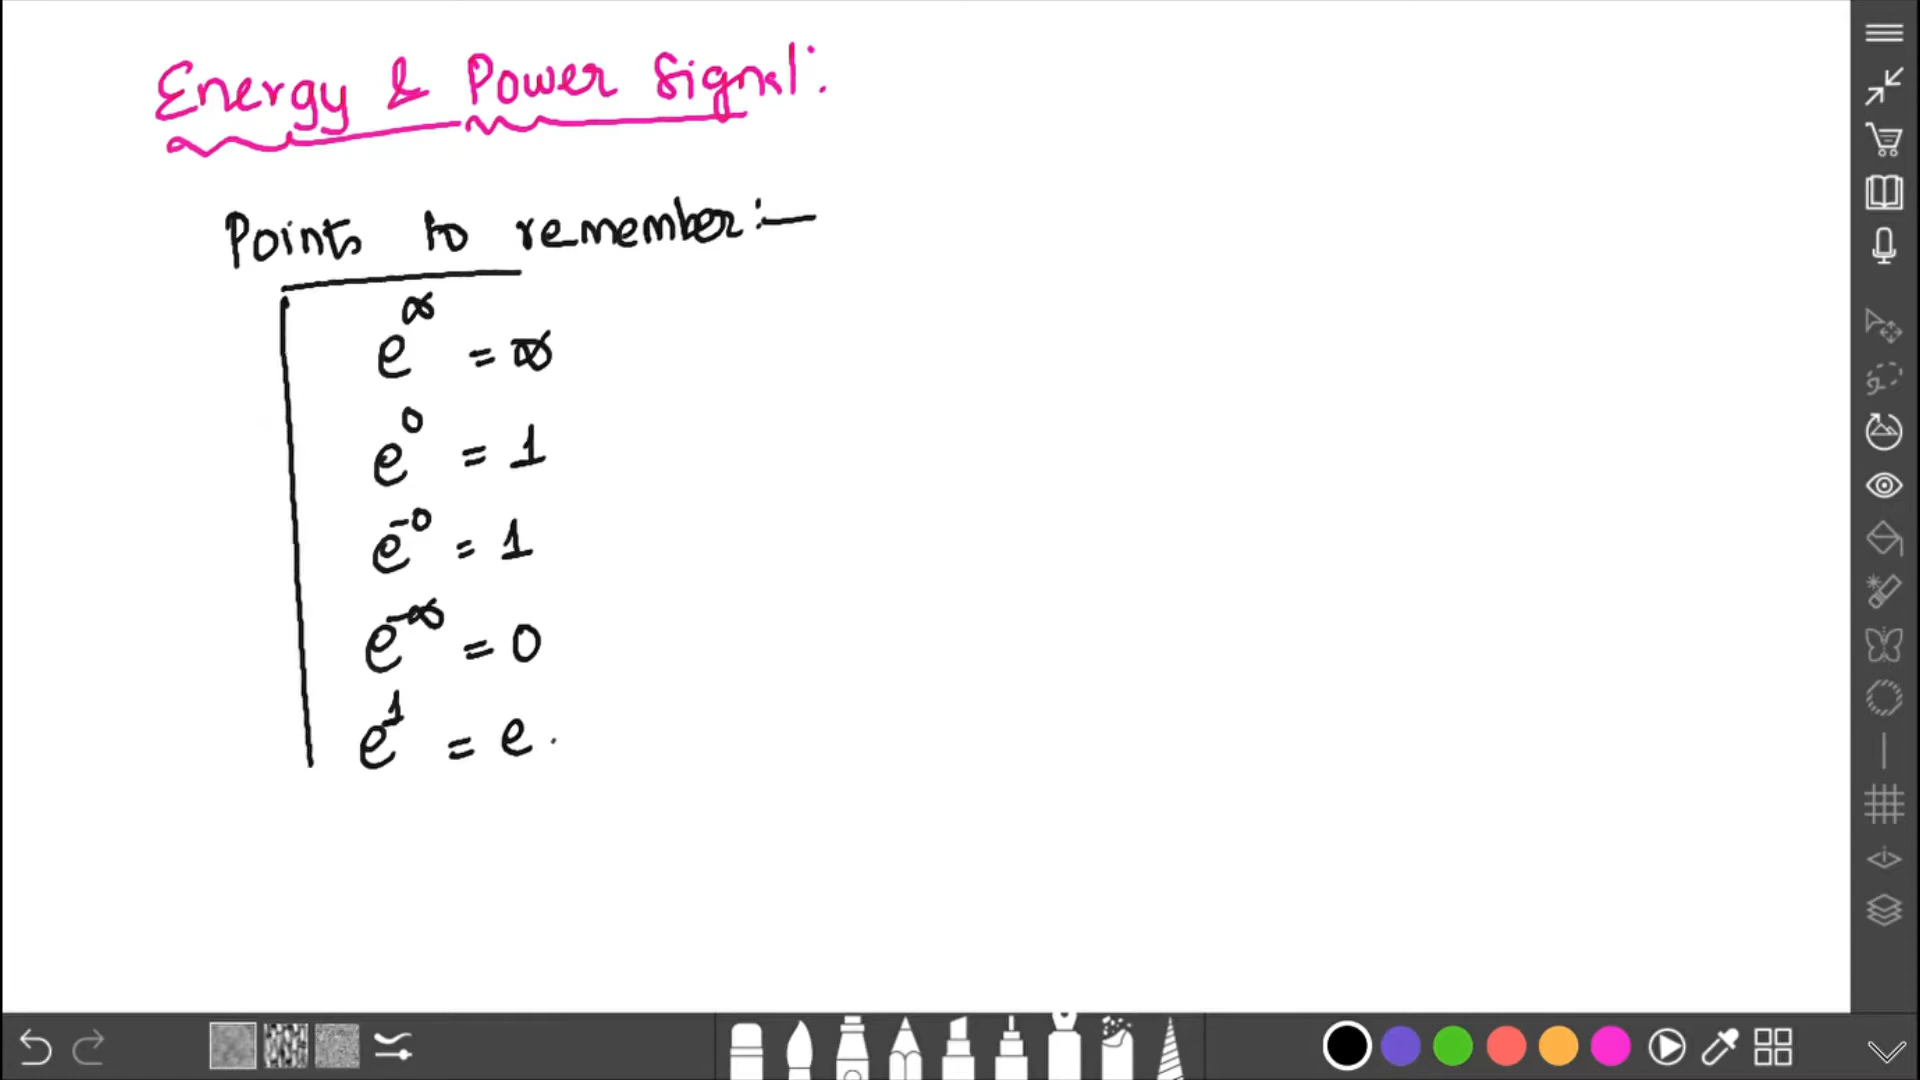 Energy & Power Signal:
Points to remember:—
e^∞ = ∞
e^0 = 1
e^-0 = 1
e^-∞ = 0
e^1 = e.